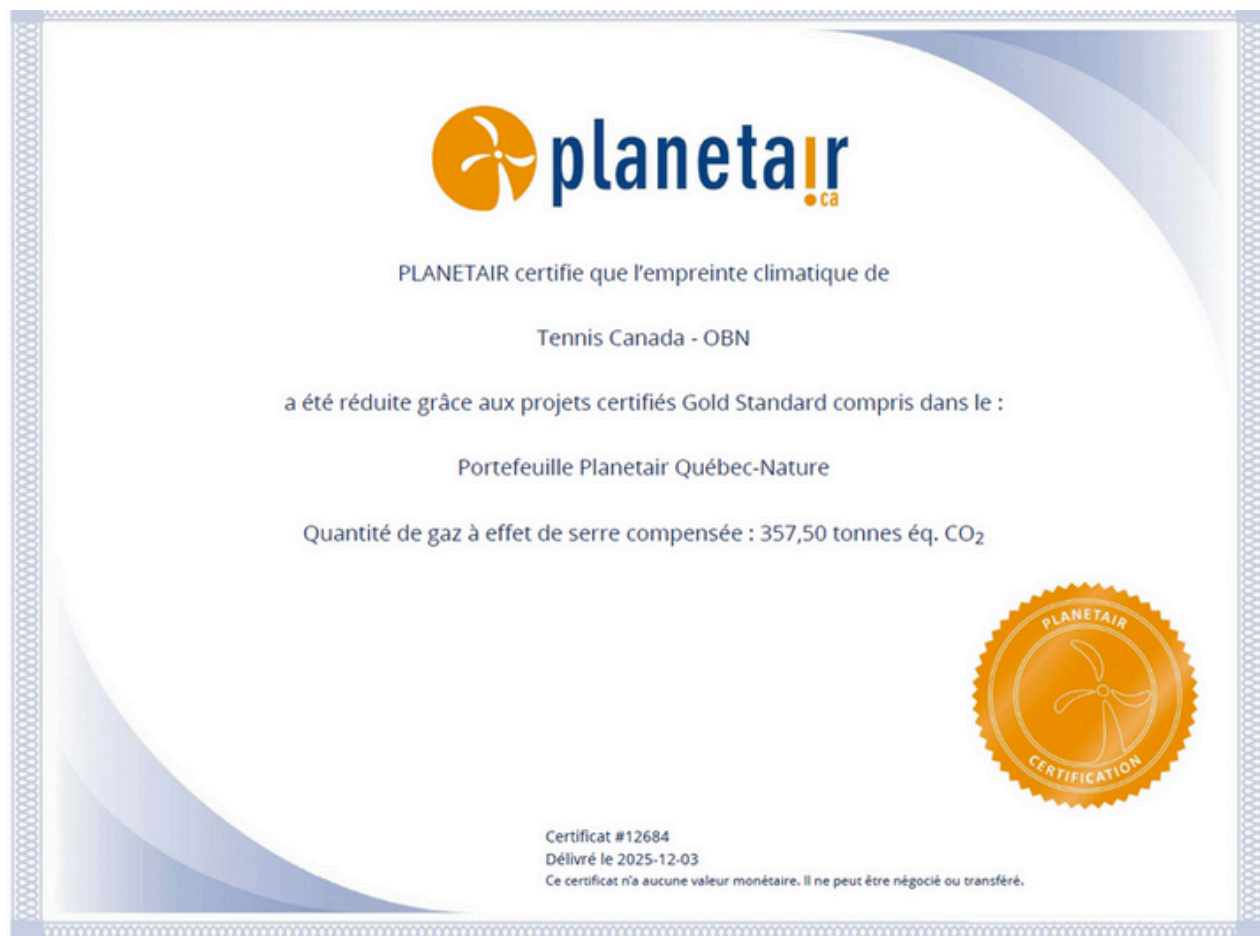 planetair
.ca
PLANETAIR certifie que l'empreinte climatique de
Tennis Canada - OBN
a été réduite grâce aux projets certifiés Gold Standard compris dans le :
Portefeuille Planetair Québec-Nature
Quantité de gaz à effet de serre compensée : 357,50 tonnes éq. CO₂
PLANETAIR
CERTIFICATION
Certificat #12684
Délivré le 2025-12-03
Ce certificat n'a aucune valeur monétaire. Il ne peut être négocié ou transféré.